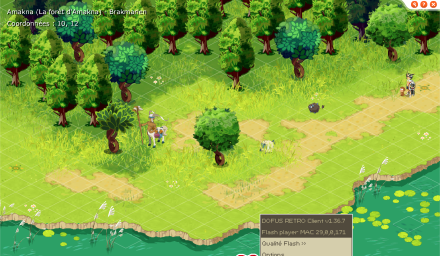 Amakna (La forêt d'Amakna) - Brâkmarien
Coordonnées : 10, -12
DOFUS RETRO Client v1.36.7
Flash player MAC 29,0,0,171
Qualité Flash >>
Options